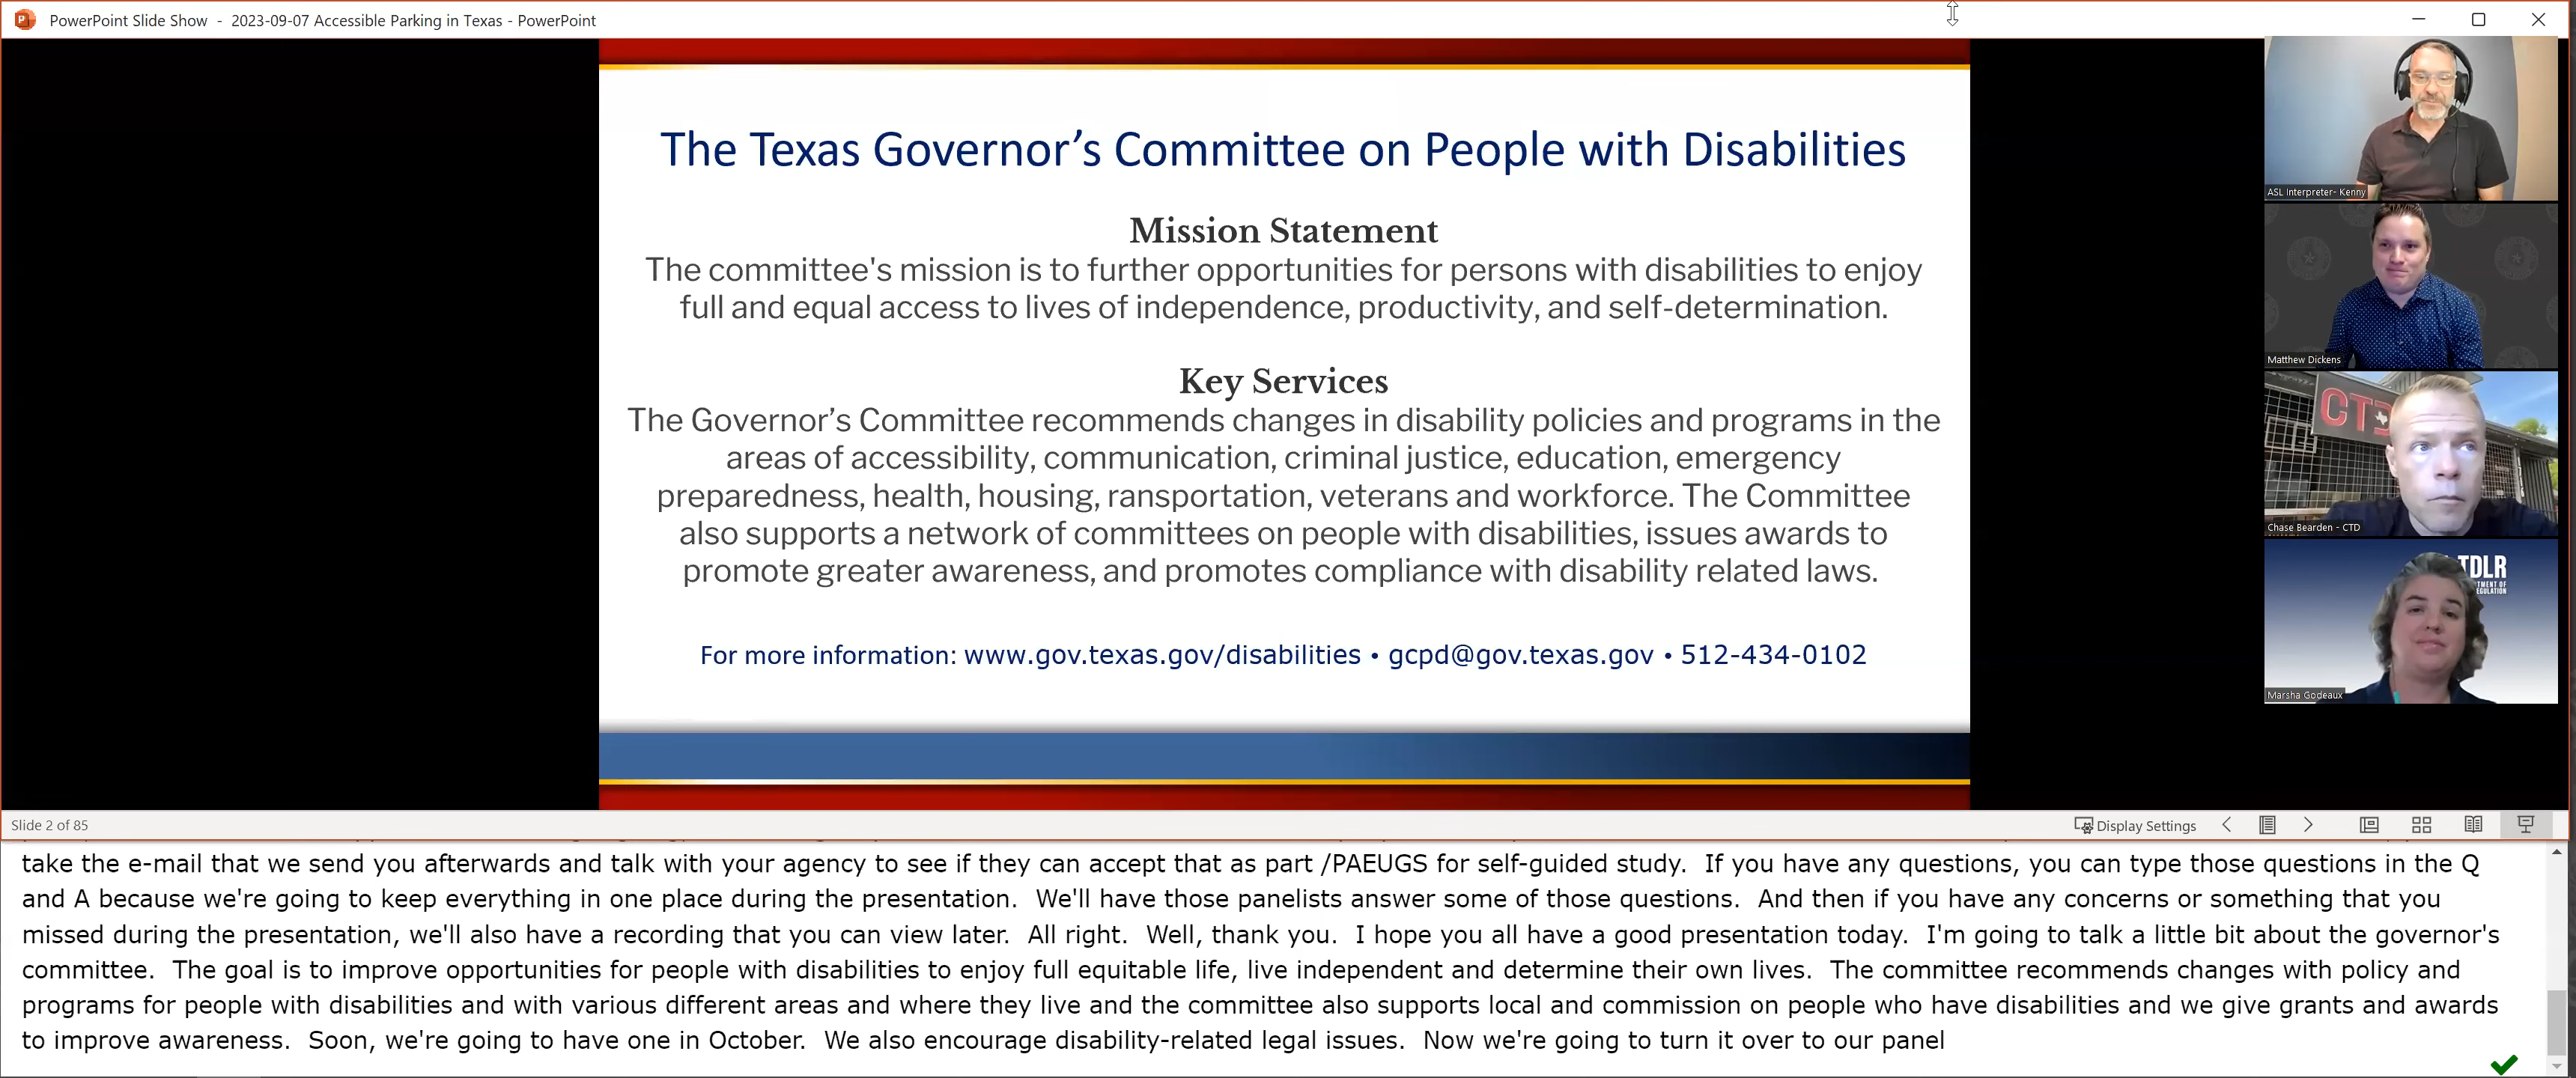 PowerPoint Slide Show - 2023-09-07 Accessible Parking in Texas - PowerPoint
The Texas Governor’s Committee on People with Disabilities
Mission Statement
The committee's mission is to further opportunities for persons with disabilities to enjoy
full and equal access to lives of independence, productivity, and self-determination.
Key Services
The Governor’s Committee recommends changes in disability policies and programs in the
areas of accessibility, communication, criminal justice, education, emergency
preparedness, health, housing, ransportation, veterans and workforce. The Committee
also supports a network of committees on people with disabilities, issues awards to
promote greater awareness, and promotes compliance with disability related laws.
For more information: www.gov.texas.gov/disabilities • gcpd@gov.texas.gov • 512-434-0102
ASL Interpreter- Kenny
Matthew Dickens
CTD
Chase Bearden - CTD
TDLR
Marsha Godeaux
Slide 2 of 85
Display Settings
take the e-mail that we send you afterwards and talk with your agency to see if they can accept that as part /PAEUGS for self-guided study. If you have any questions, you can type those questions in the Q
and A because we're going to keep everything in one place during the presentation. We'll have those panelists answer some of those questions. And then if you have any concerns or something that you
missed during the presentation, we'll also have a recording that you can view later. All right. Well, thank you. I hope you all have a good presentation today. I'm going to talk a little bit about the governor's
committee. The goal is to improve opportunities for people with disabilities to enjoy full equitable life, live independent and determine their own lives. The committee recommends changes with policy and
programs for people with disabilities and with various different areas and where they live and the committee also supports local and commission on people who have disabilities and we give grants and awards
to improve awareness. Soon, we're going to have one in October. We also encourage disability-related legal issues. Now we're going to turn it over to our panel